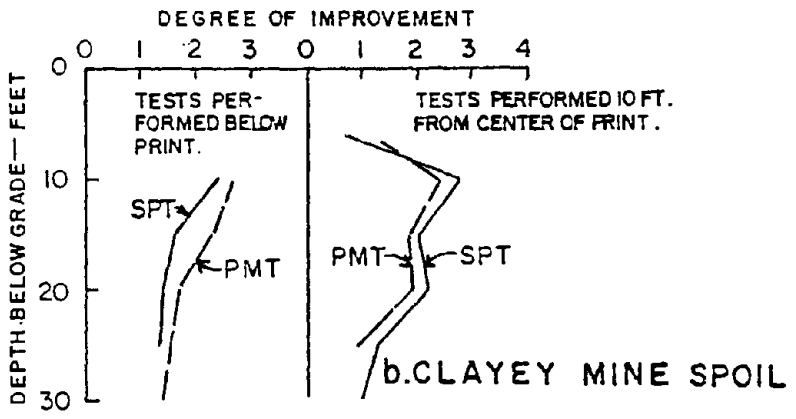 DEGREE OF IMPROVEMENT
0 1 2 3 0 1 2 3 4
0
TESTS PER-
FORMED BELOW
PRINT.
TESTS PERFORMED 10 FT.
FROM CENTER OF PRINT.
DEPTH-BELOW GRADE—FEET
10
SPT
PMT
PMT
SPT
20
b.CLAYEY MINE SPOIL
30